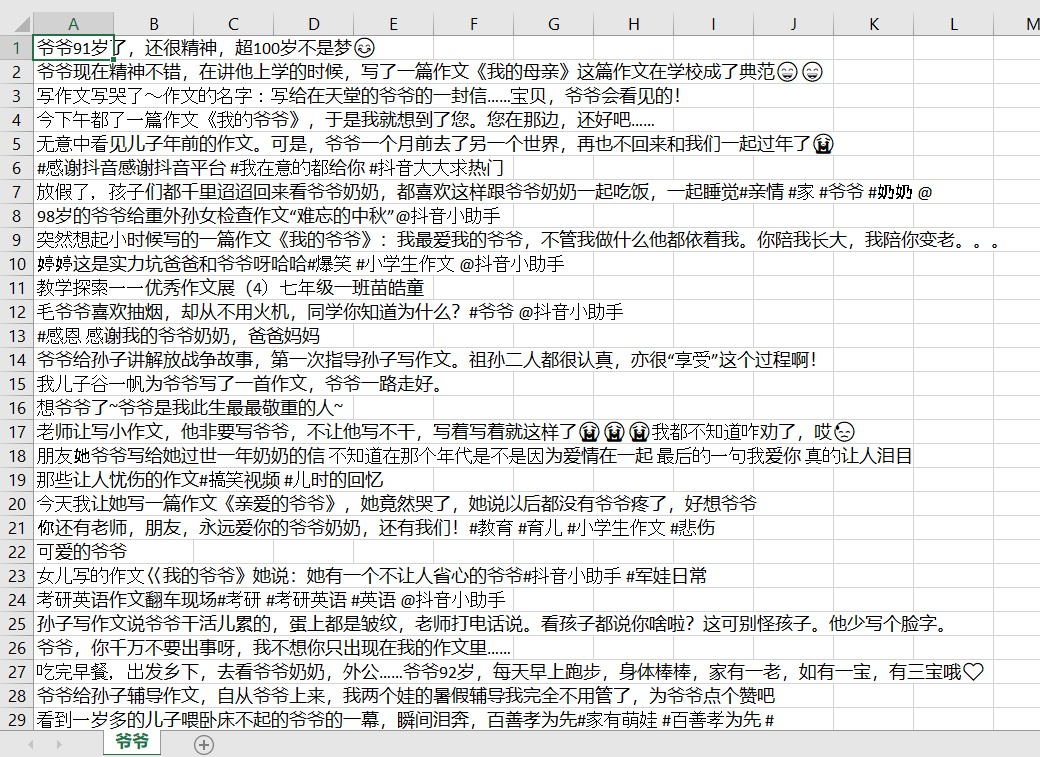 A B C D E F G H I J K L M
1 爷爷91岁了，还很精神，超100岁不是梦😏
2 爷爷现在精神不错，在讲他上学的时候，写了一篇作文《我的母亲》这篇作文在学校成了典范😄😄
3 写作文写哭了～作文的名字：写给在天堂的爷爷的一封信……宝贝，爷爷会看见的！
4 今下午都了一篇作文《我的爷爷》，于是我就想到了您。您在那边，还好吧……
5 无意中看见儿子年前的作文。可是，爷爷一个月前去了另一个世界，再也不回来和我们一起过年了😭
6 #感谢抖音感谢抖音平台 #我在意的都给你 #抖音大大求热门
7 放假了，孩子们都千里迢迢回来看爷爷奶奶，都喜欢这样跟爷爷奶奶一起吃饭，一起睡觉#亲情 #家 #爷爷 #奶奶 @
8 98岁的爷爷给重外孙女检查作文“难忘的中秋”@抖音小助手
9 突然想起小时候写的一篇作文《我的爷爷》：我最爱我的爷爷，不管我做什么他都依着我。你陪我长大，我陪你变老。。。
10 婷婷这是实力坑爸爸和爷爷呀哈哈#爆笑 #小学生作文 @抖音小助手
11 教学探索一一优秀作文展（4）七年级一班苗皓童
12 毛爷爷喜欢抽烟，却从不用火机，同学你知道为什么？#爷爷 @抖音小助手
13 #感恩 感谢我的爷爷奶奶，爸爸妈妈
14 爷爷给孙子讲解放战争故事，第一次指导孙子写作文。祖孙二人都很认真，亦很“享受”这个过程啊！
15 我儿子谷一帆为爷爷写了一首作文，爷爷一路走好。
16 想爷爷了~爷爷是我此生最最敬重的人~
17 老师让写小作文，他非要写爷爷，不让他写不干，写着写着就这样了😭😭😭我都不知道咋劝了，哎😓
18 朋友她爷爷写给她过世一年奶奶的信 不知道在那个年代是不是因为爱情在一起 最后的一句我爱你 真的让人泪目
19 那些让人忧伤的作文#搞笑视频 #儿时的回忆
20 今天我让她写一篇作文《亲爱的爷爷》，她竟然哭了，她说以后都没有爷爷疼了，好想爷爷
21 你还有老师，朋友，永远爱你的爷爷奶奶，还有我们！#教育 #育儿 #小学生作文 #悲伤
22 可爱的爷爷
23 女儿写的作文巜我的爷爷》她说：她有一个不让人省心的爷爷#抖音小助手 #军娃日常
24 考研英语作文翻车现场#考研 #考研英语 #英语 @抖音小助手
25 孙子写作文说爷爷干活儿累的，蛋上都是皱纹，老师打电话说。看孩子都说你啥啦？这可别怪孩子。他少写个脸字。
26 爷爷，你千万不要出事呀，我不想你只出现在我的作文里……
27 吃完早餐，出发乡下，去看爷爷奶奶，外公……爷爷92岁，每天早上跑步，身体棒棒，家有一老，如有一宝，有三宝哦♡
28 爷爷给孙子辅导作文，自从爷爷上来，我两个娃的暑假辅导我完全不用管了，为爷爷点个赞吧
29 看到一岁多的儿子喂卧床不起的爷爷的一幕，瞬间泪奔，百善孝为先#家有萌娃 #百善孝为先 #
爷爷